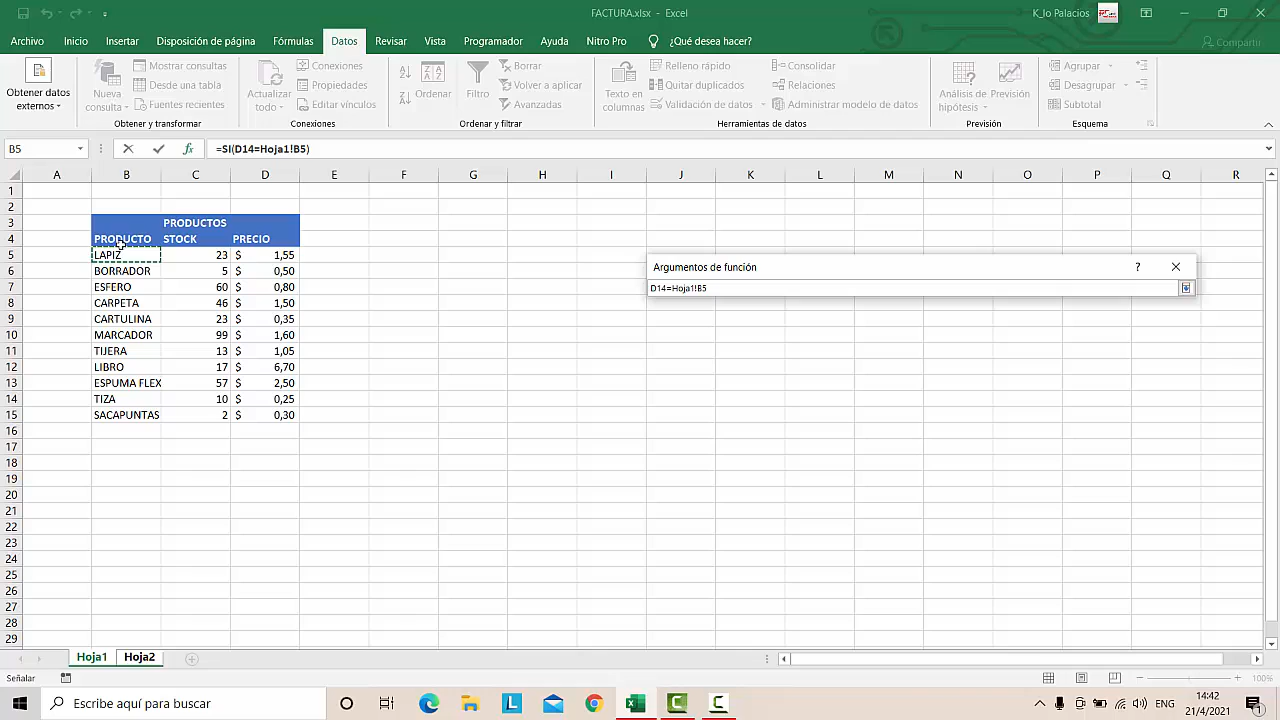 FACTURA.xlsx - Excel
K_lo Palacios
Archivo Inicio Insertar Disposición de página Fórmulas Datos Revisar Vista Programador Ayuda Nitro Pro ¿Qué desea hacer? Compartir
Obtener datos externos
Nueva consulta
Mostrar consultas
Desde una tabla
Fuentes recientes
Obtener y transformar
Actualizar todo
Conexiones
Propiedades
Editar vínculos
Conexiones
Ordenar
Filtro
Borrar
Volver a aplicar
Avanzadas
Ordenar y filtrar
Texto en columnas
Relleno rápido
Quitar duplicados
Validación de datos
Consolidar
Relaciones
Administrar modelo de datos
Herramientas de datos
Análisis de hipótesis
Previsión
Previsión
Agrupar
Desagrupar
Subtotal
Esquema
B5 fx =SI(D14=Hoja1!B5)
A B C D E F G H I J K L M N O P Q R
1
2
3 PRODUCTOS
4 PRODUCTO STOCK PRECIO
5 LAPIZ 23 $ 1,55
6 BORRADOR 5 $ 0,50
7 ESFERO 60 $ 0,80
8 CARPETA 46 $ 1,50
9 CARTULINA 23 $ 0,35
10 MARCADOR 99 $ 1,60
11 TIJERA 13 $ 1,05
12 LIBRO 17 $ 6,70
13 ESPUMA FLEX 57 $ 2,50
14 TIZA 10 $ 0,25
15 SACAPUNTAS 2 $ 0,30
16
17
18
19
20
21
22
23
24
25
26
27
28
29
Argumentos de función ?
D14=Hoja1!B5
Hoja1 Hoja2
Señalar 100%
Escribe aquí para buscar
ENG
14:42
21/4/2021